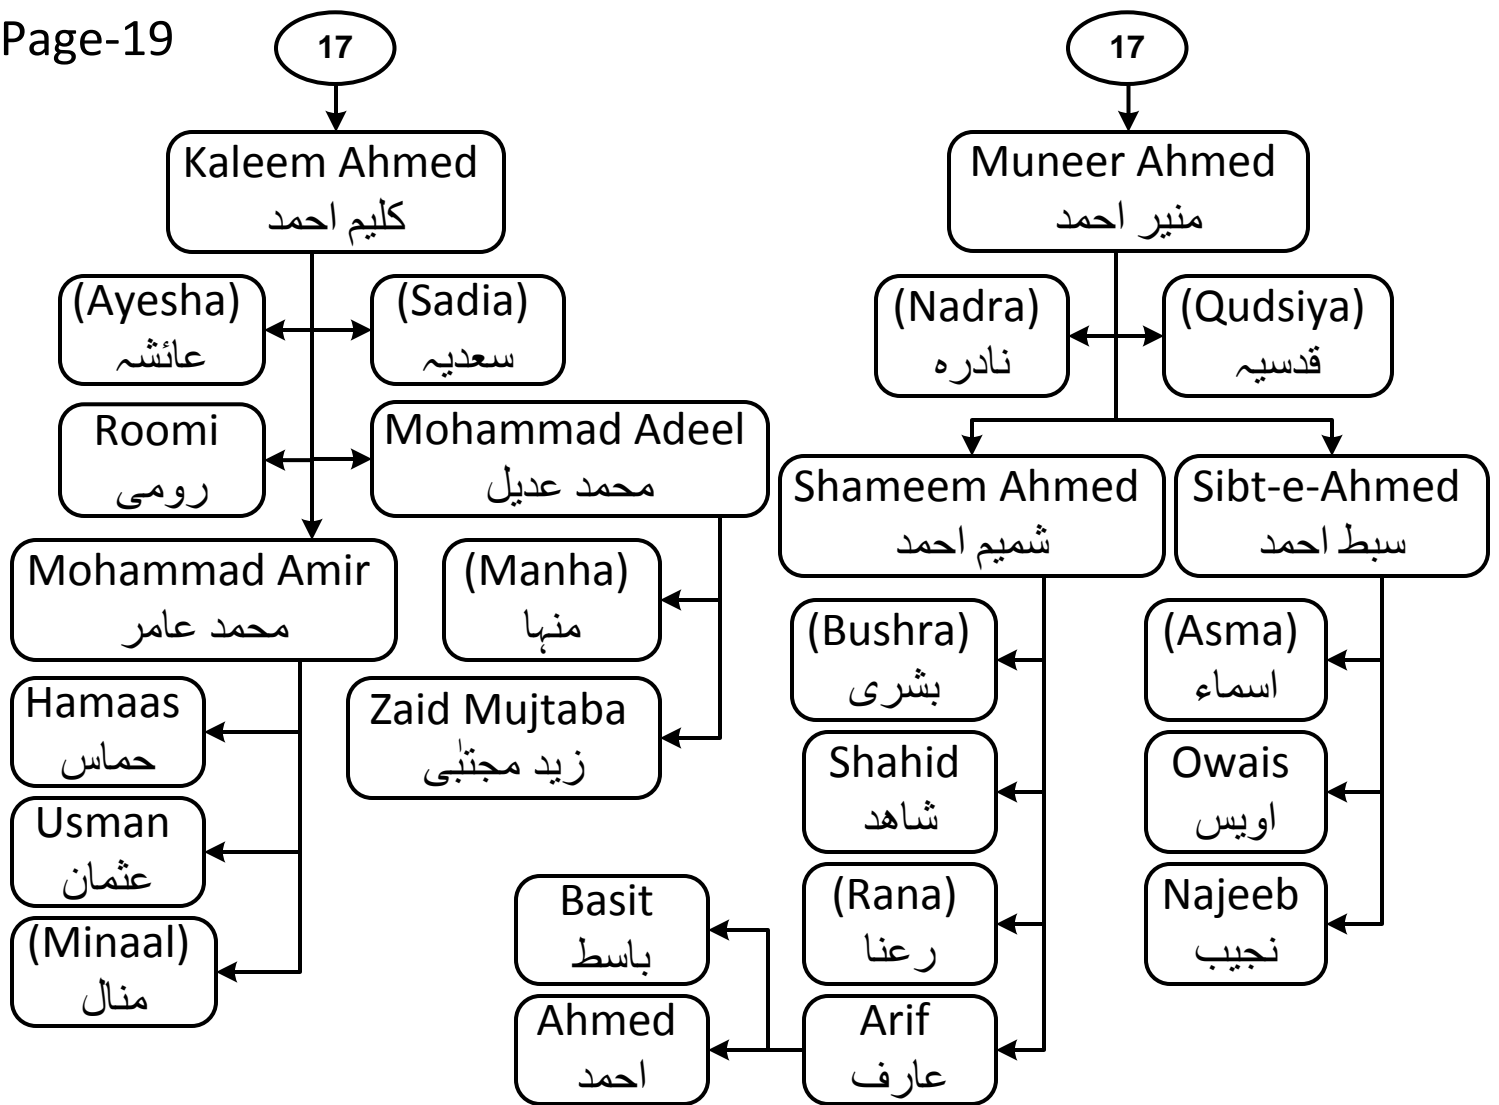 Page-19
17
17
Kaleem Ahmed
کلیم احمد
Muneer Ahmed
منیر احمد
(Ayesha)
عائشہ
(Sadia)
سعدیہ
(Nadra)
نادرہ
(Qudsiya)
قدسیہ
Roomi
رومی
Mohammad Adeel
محمد عدیل
Shameem Ahmed
شمیم احمد
Sibt-e-Ahmed
سبط احمد
Mohammad Amir
محمد عامر
(Manha)
منہا
(Bushra)
بشری
(Asma)
اسماء
Hamaas
حماس
Zaid Mujtaba
زید مجتبٰی
Shahid
شاھد
Owais
اویس
Usman
عثمان
Basit
باسط
(Rana)
رعنا
Najeeb
نجیب
(Minaal)
منال
Ahmed
احمد
Arif
عارف